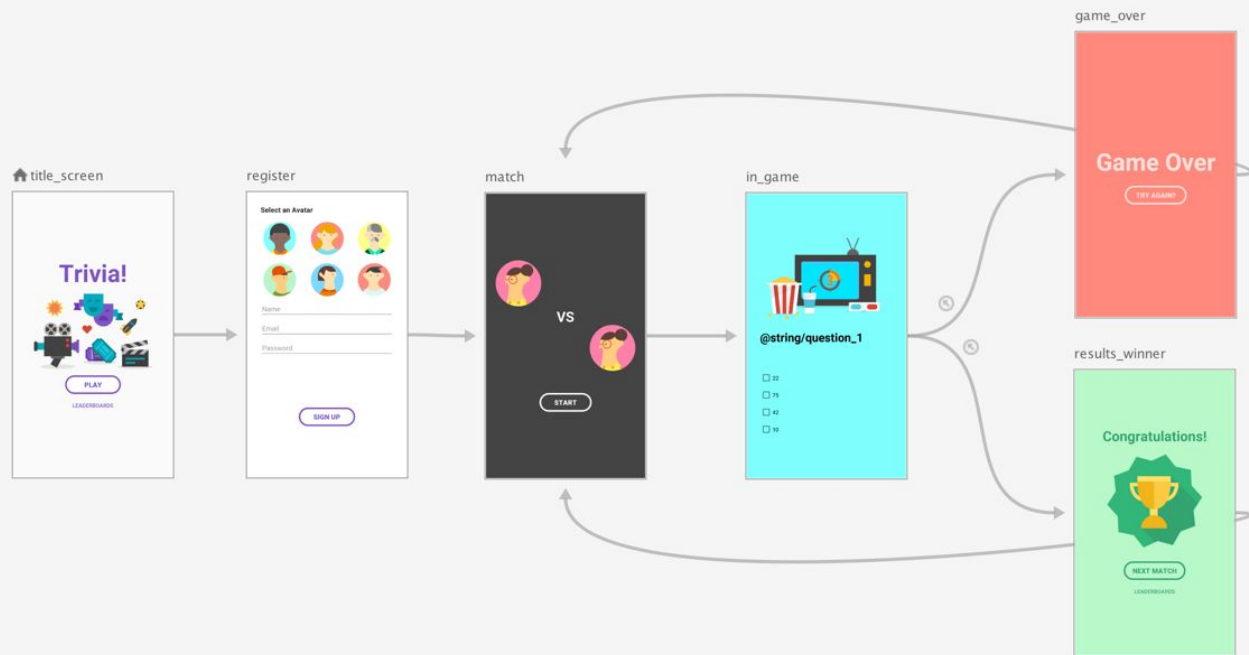 game_over
Game Over
TRY AGAIN?
title_screen
Trivia!
PLAY
LEADERBOARDS
register
Select an Avatar
Name
Email
Password
SIGN UP
match
VS
START
in_game
@string/question_1
22
75
42
10
results_winner
Congratulations!
NEXT MATCH
LEADERBOARDS